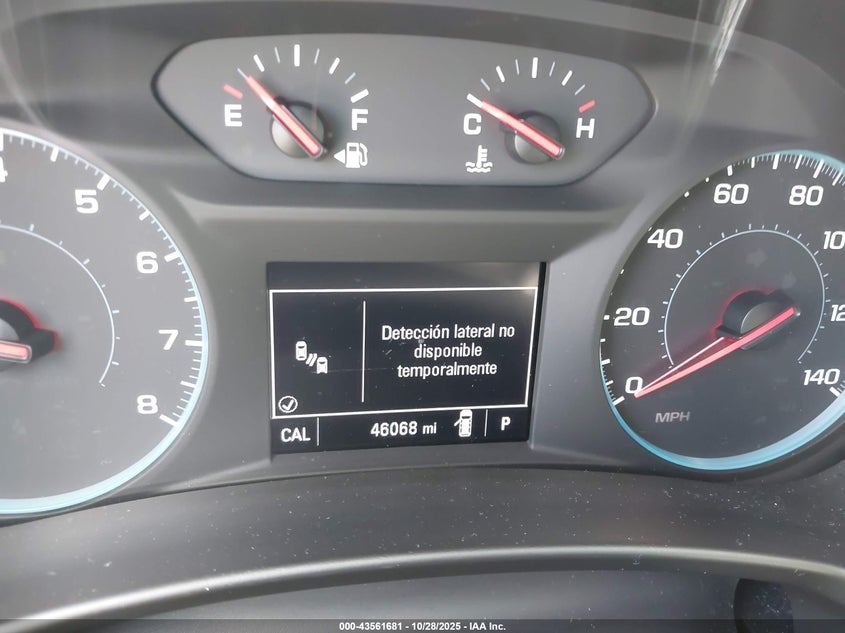 E F C H
4 5 6 7 8
0 20 40 60 80 140
MPH
Detección lateral no
disponible
temporalmente
CAL 46068 mi P
000-43561681 - 10/28/2025 - IAA Inc.